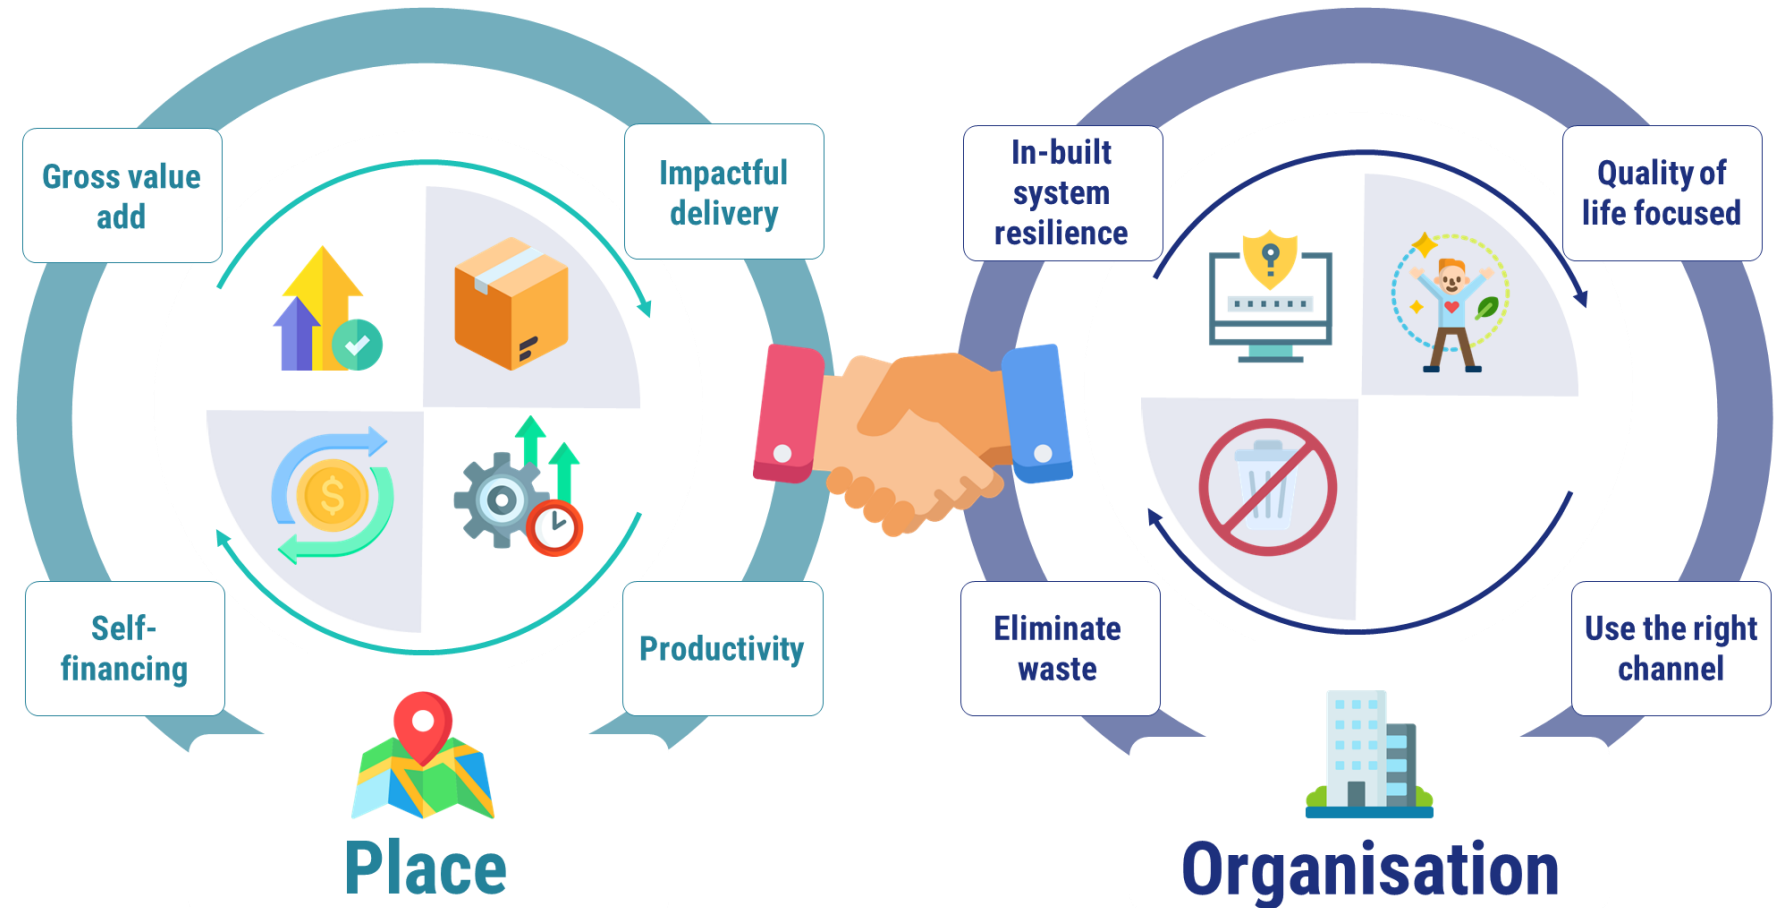 Gross value
add
Impactful
delivery
Self-
financing
Productivity
Place
In-built
system
resilience
Quality of
life focused
Eliminate
waste
Use the right
channel
Organisation